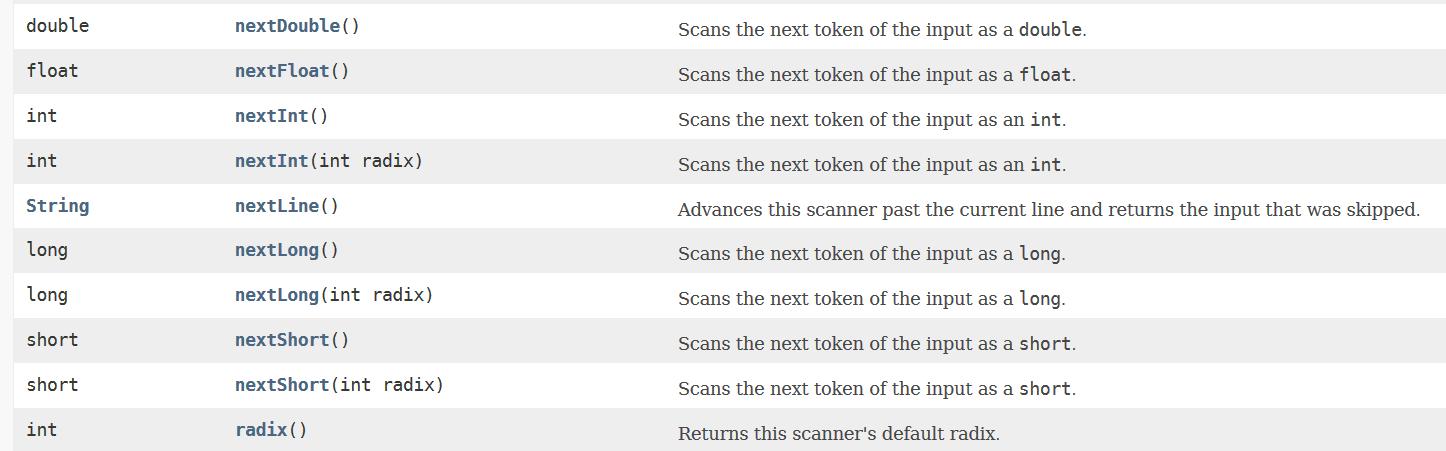 double nextDouble() Scans the next token of the input as a double.
float nextFloat() Scans the next token of the input as a float.
int nextInt() Scans the next token of the input as an int.
int nextInt(int radix) Scans the next token of the input as an int.
String nextLine() Advances this scanner past the current line and returns the input that was skipped.
long nextLong() Scans the next token of the input as a long.
long nextLong(int radix) Scans the next token of the input as a long.
short nextShort() Scans the next token of the input as a short.
short nextShort(int radix) Scans the next token of the input as a short.
int radix() Returns this scanner's default radix.